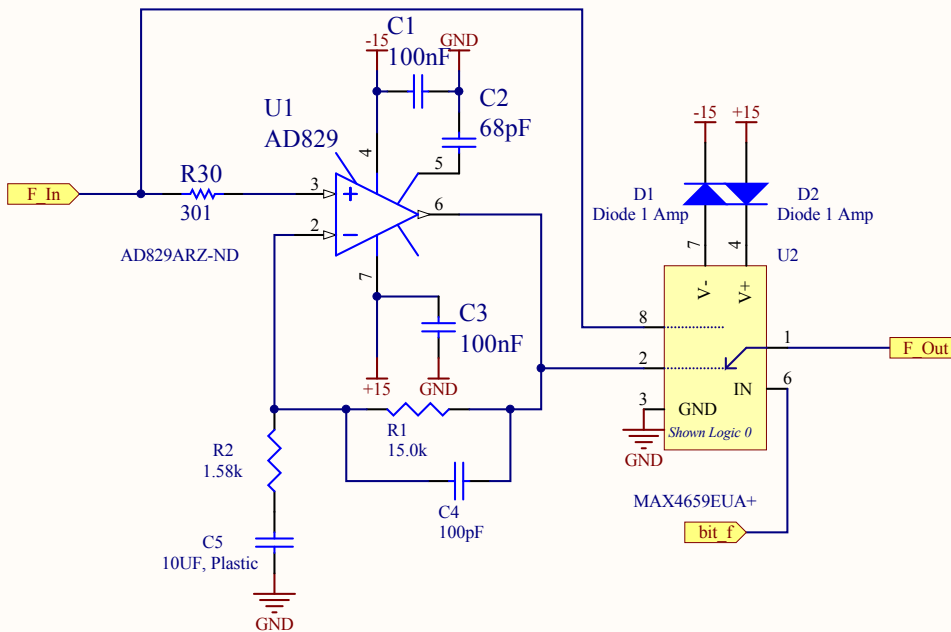 C1
-15
100nF
GND
C2
68pF
U1
AD829
4
5
-15
+15
F_In
R30
301
3
2
6
D1
Diode 1 Amp
D2
Diode 1 Amp
AD829ARZ-ND
7
7
4
U2
V-
V+
C3
100nF
8
1
F_Out
2
6
+15
GND
IN
3
GND
Shown Logic 0
GND
R1
15.0k
R2
1.58k
C4
100pF
MAX4659EUA+
bit_f
C5
10UF, Plastic
GND